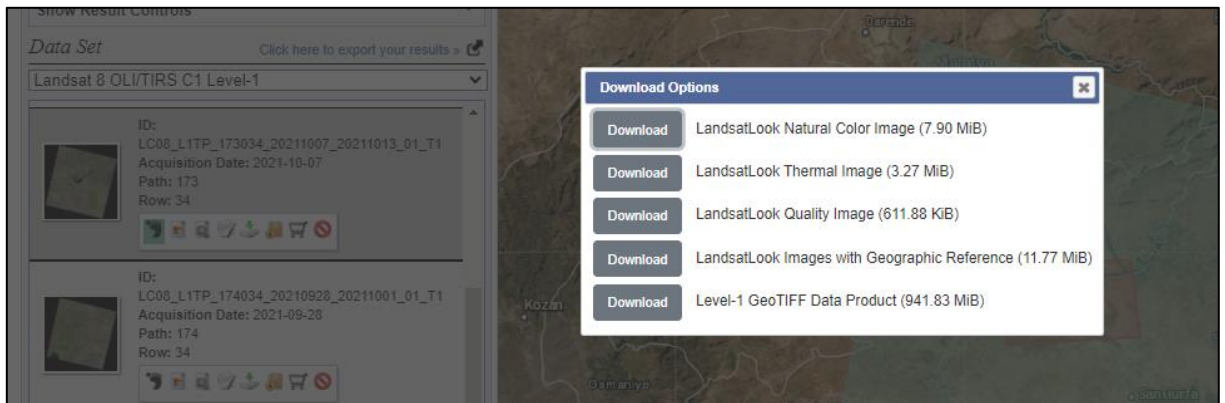 Show Result Controls
Data Set
Click here to export your results »
Landsat 8 OLI/TIRS C1 Level-1
ID:
LC08_L1TP_173034_20211007_20211013_01_T1
Acquisition Date: 2021-10-07
Path: 173
Row: 34
ID:
LC08_L1TP_174034_20210928_20211001_01_T1
Acquisition Date: 2021-09-28
Path: 174
Row: 34
Download Options
Download LandsatLook Natural Color Image (7.90 MiB)
Download LandsatLook Thermal Image (3.27 MiB)
Download LandsatLook Quality Image (611.88 KiB)
Download LandsatLook Images with Geographic Reference (11.77 MiB)
Download Level-1 GeoTIFF Data Product (941.83 MiB)
Darende
Malatya
Kozan
Osmaniye
Sanliurfa